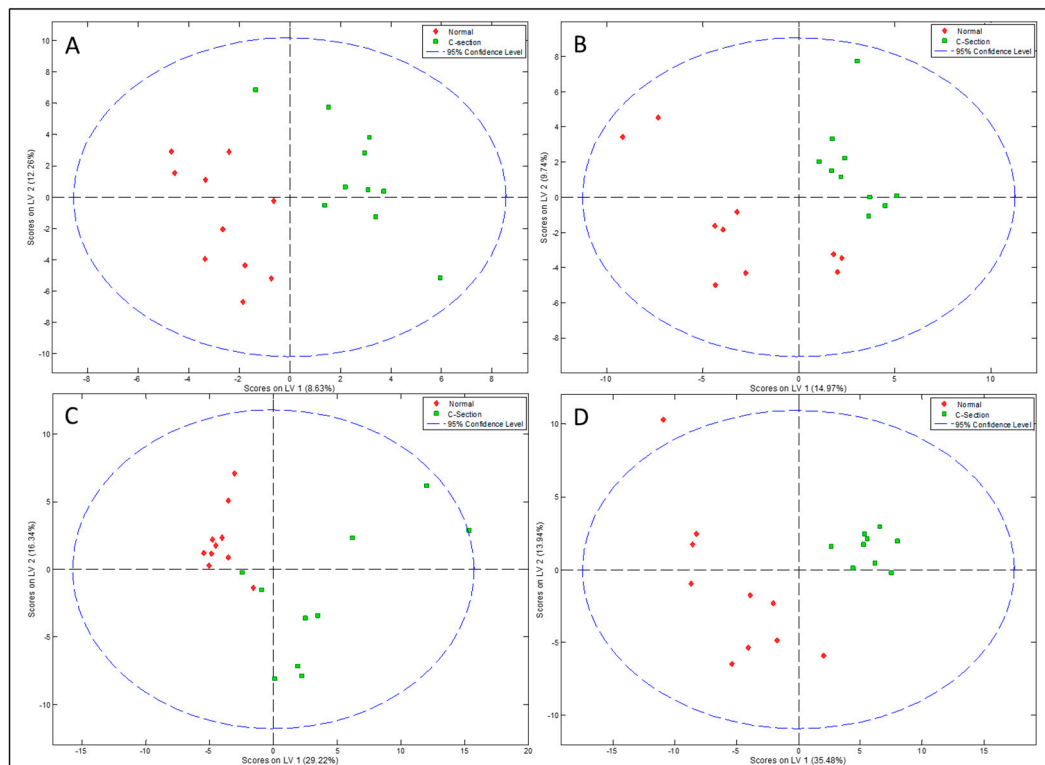 A
Normal
C-section
95% Confidence Level
10
8
6
4
2
0
-2
-4
-6
-8
-10
Scores on LV 2 (12.26%)
-8
-6
-4
-2
0
2
4
6
8
Scores on LV 1 (8.63%)
B
Normal
C-Section
95% Confidence Level
8
6
4
2
0
-2
-4
-6
-8
Scores on LV 2 (9.74%)
-10
-5
0
5
10
Scores on LV 1 (14.97%)
C
Normal
C-Section
95% Confidence Level
10
5
0
-5
-10
Scores on LV 2 (16.34%)
-15
-10
-5
0
5
10
15
20
Scores on LV 1 (29.22%)
D
Normal
C-Section
95% Confidence Level
10
5
0
-5
-10
Scores on LV 2 (13.94%)
-15
-10
-5
0
5
10
15
Scores on LV 1 (35.48%)